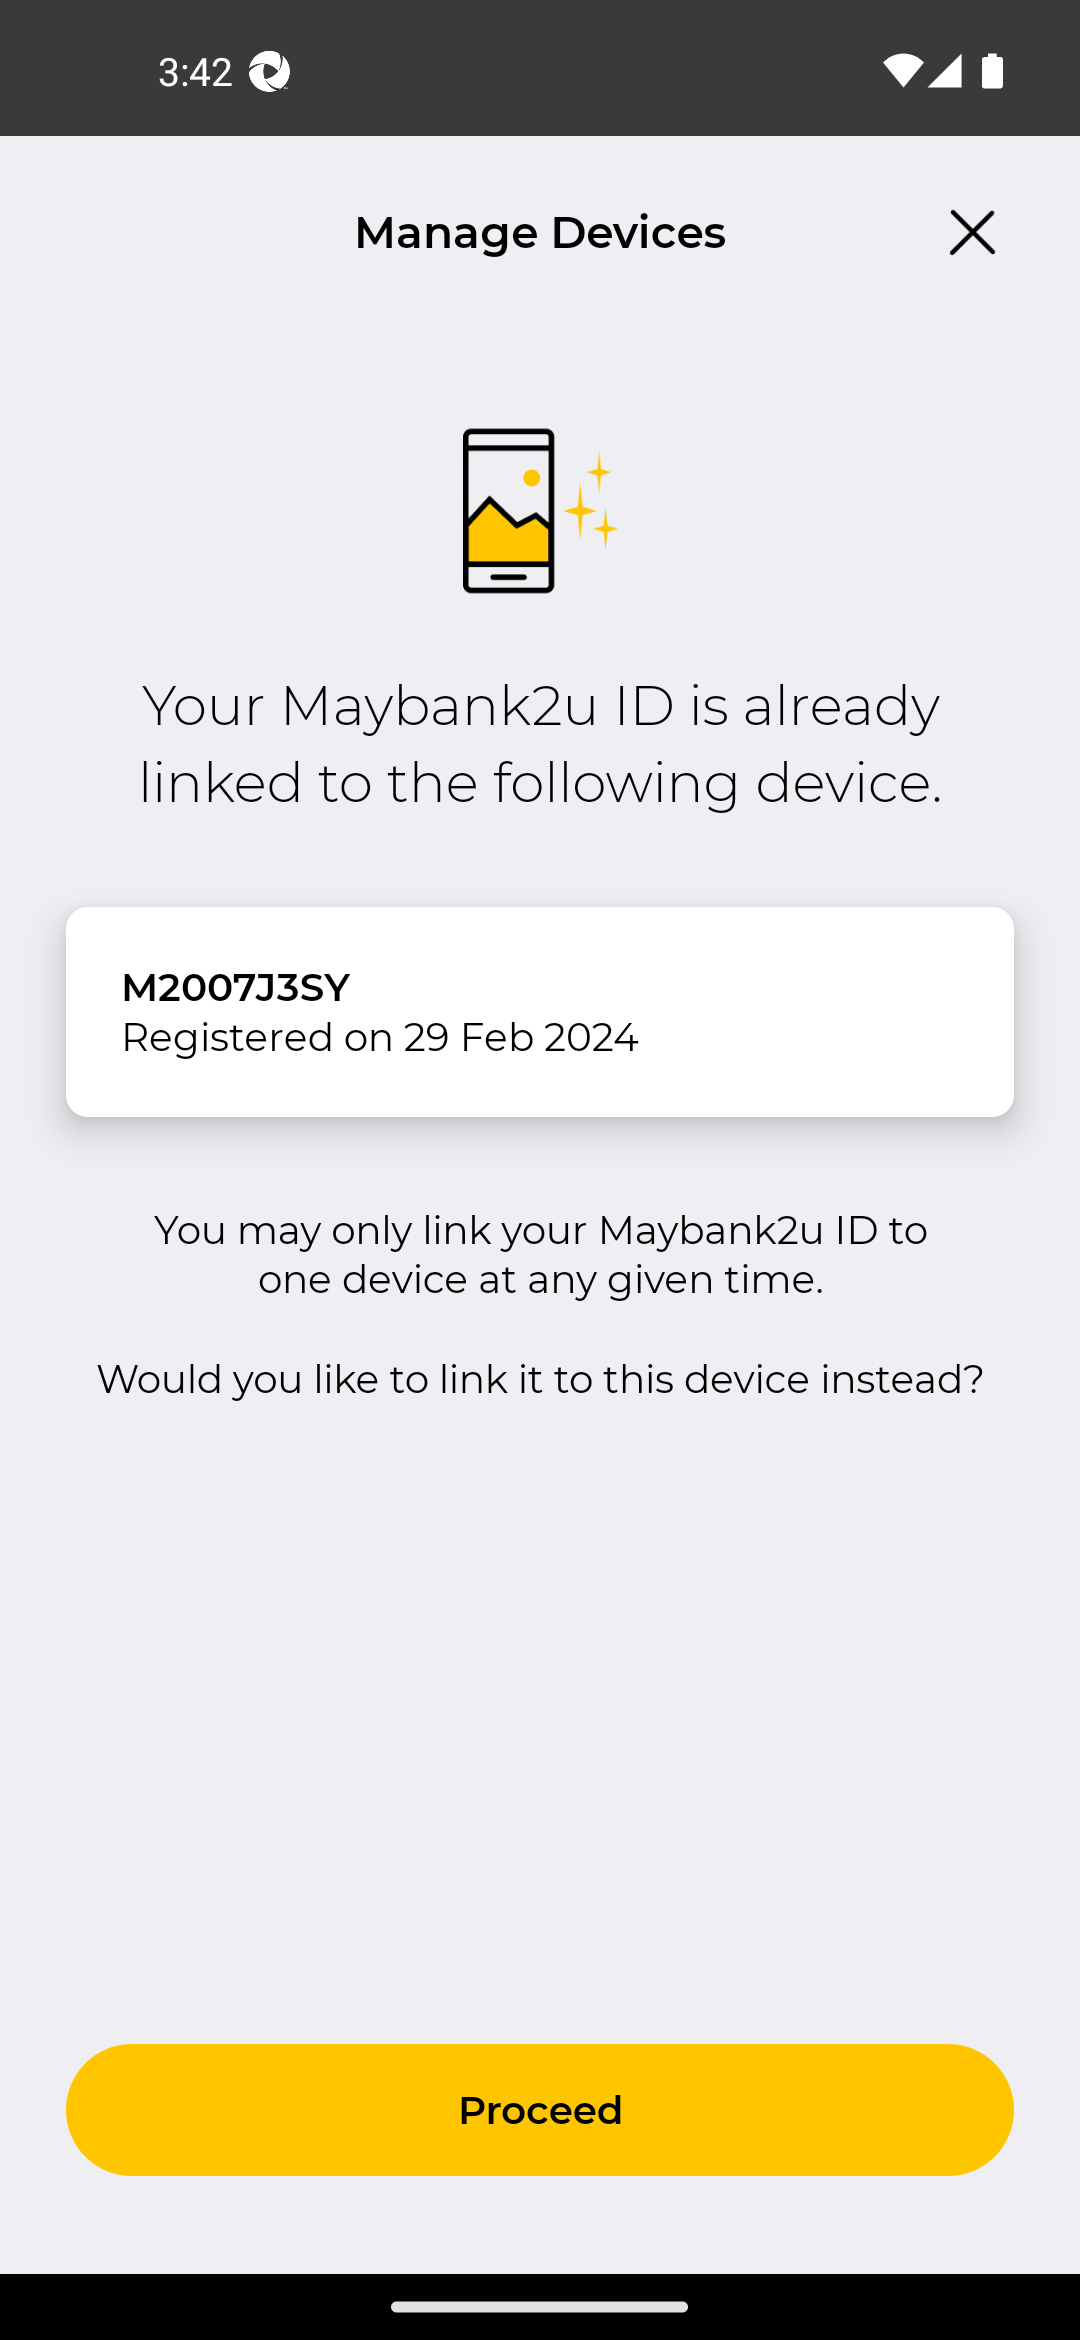 3:42
Manage Devices
Your Maybank2u ID is already
linked to the following device.
M2007J3SY
Registered on 29 Feb 2024
You may only link your Maybank2u ID to
one device at any given time.
Would you like to link it to this device instead?
Proceed